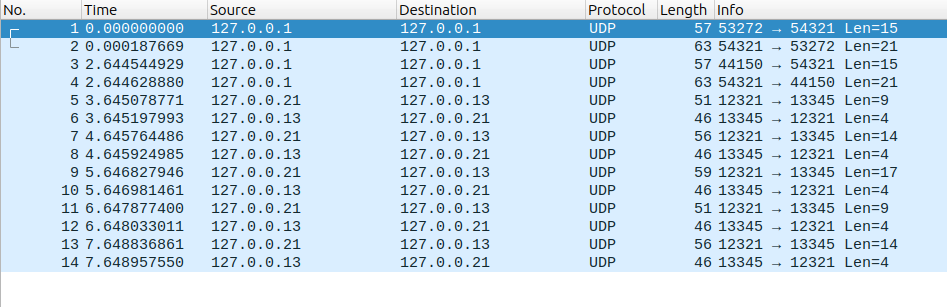 No. Time Source Destination Protocol Length Info
1 0.000000000 127.0.0.1 127.0.0.1 UDP 57 53272 → 54321 Len=15
2 0.000187669 127.0.0.1 127.0.0.1 UDP 63 54321 → 53272 Len=21
3 2.644544929 127.0.0.1 127.0.0.1 UDP 57 44150 → 54321 Len=15
4 2.644628880 127.0.0.1 127.0.0.1 UDP 63 54321 → 44150 Len=21
5 3.645078771 127.0.0.21 127.0.0.13 UDP 51 12321 → 13345 Len=9
6 3.645197993 127.0.0.13 127.0.0.21 UDP 46 13345 → 12321 Len=4
7 4.645764486 127.0.0.21 127.0.0.13 UDP 56 12321 → 13345 Len=14
8 4.645924985 127.0.0.13 127.0.0.21 UDP 46 13345 → 12321 Len=4
9 5.646827946 127.0.0.21 127.0.0.13 UDP 59 12321 → 13345 Len=17
10 5.646981461 127.0.0.13 127.0.0.21 UDP 46 13345 → 12321 Len=4
11 6.647877400 127.0.0.21 127.0.0.13 UDP 51 12321 → 13345 Len=9
12 6.648033011 127.0.0.13 127.0.0.21 UDP 46 13345 → 12321 Len=4
13 7.648836861 127.0.0.21 127.0.0.13 UDP 56 12321 → 13345 Len=14
14 7.648957550 127.0.0.13 127.0.0.21 UDP 46 13345 → 12321 Len=4